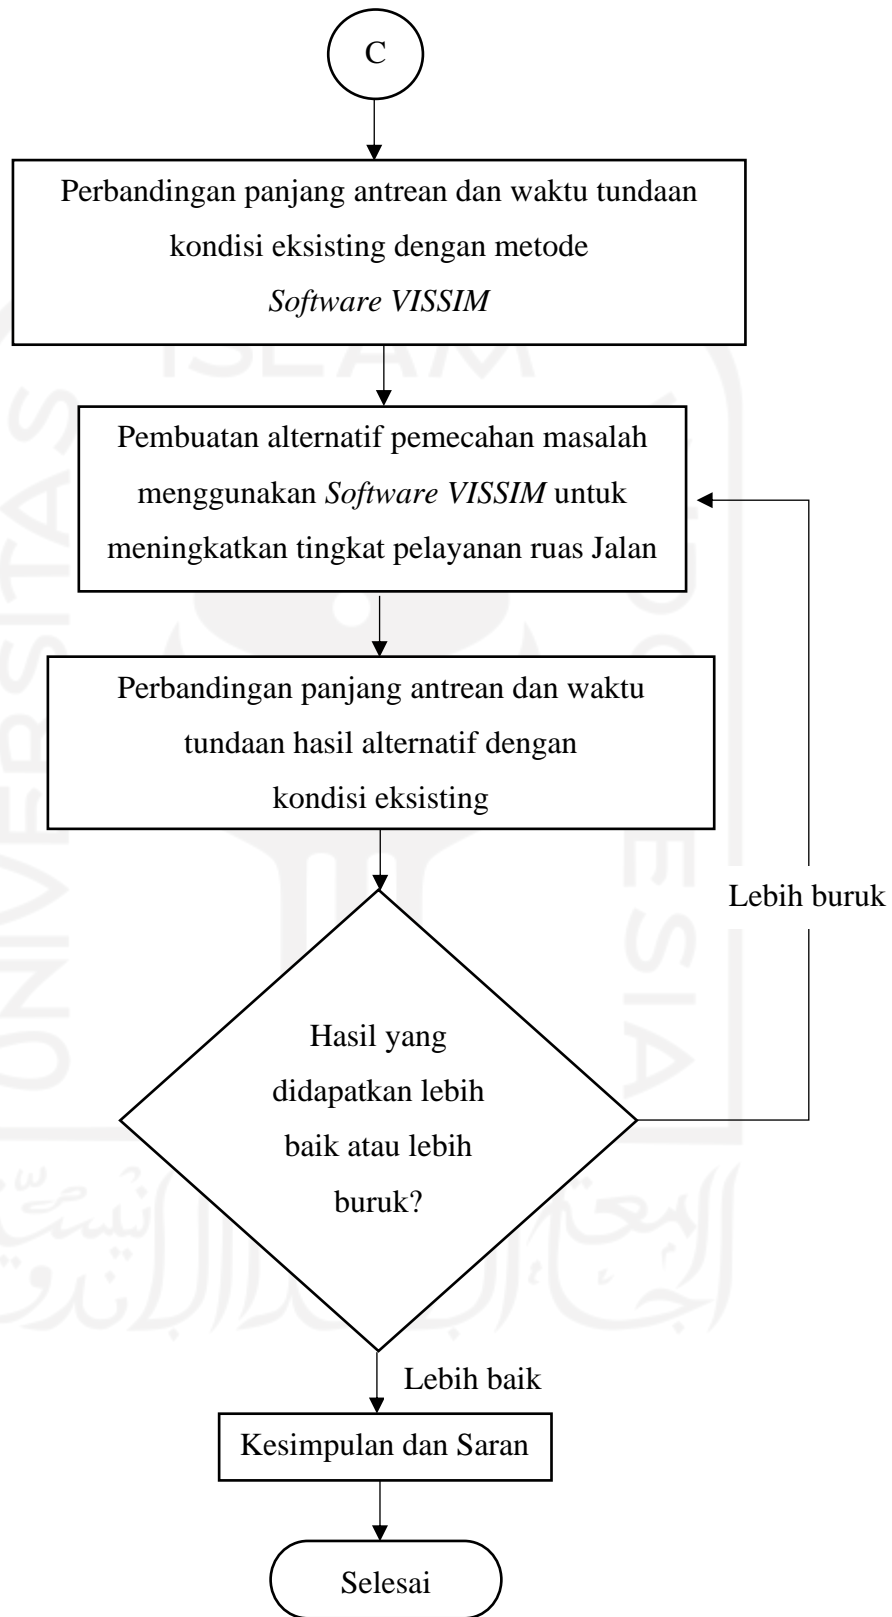 C
Perbandingan panjang antrean dan waktu tundaan
kondisi eksisting dengan metode
Software VISSIM
Pembuatan alternatif pemecahan masalah
menggunakan Software VISSIM untuk
meningkatkan tingkat pelayanan ruas Jalan
Perbandingan panjang antrean dan waktu
tundaan hasil alternatif dengan
kondisi eksisting
Lebih buruk
Hasil yang
didapatkan lebih
baik atau lebih
buruk?
Lebih baik
Kesimpulan dan Saran
Selesai
UNIVERSITAS
ISLAM